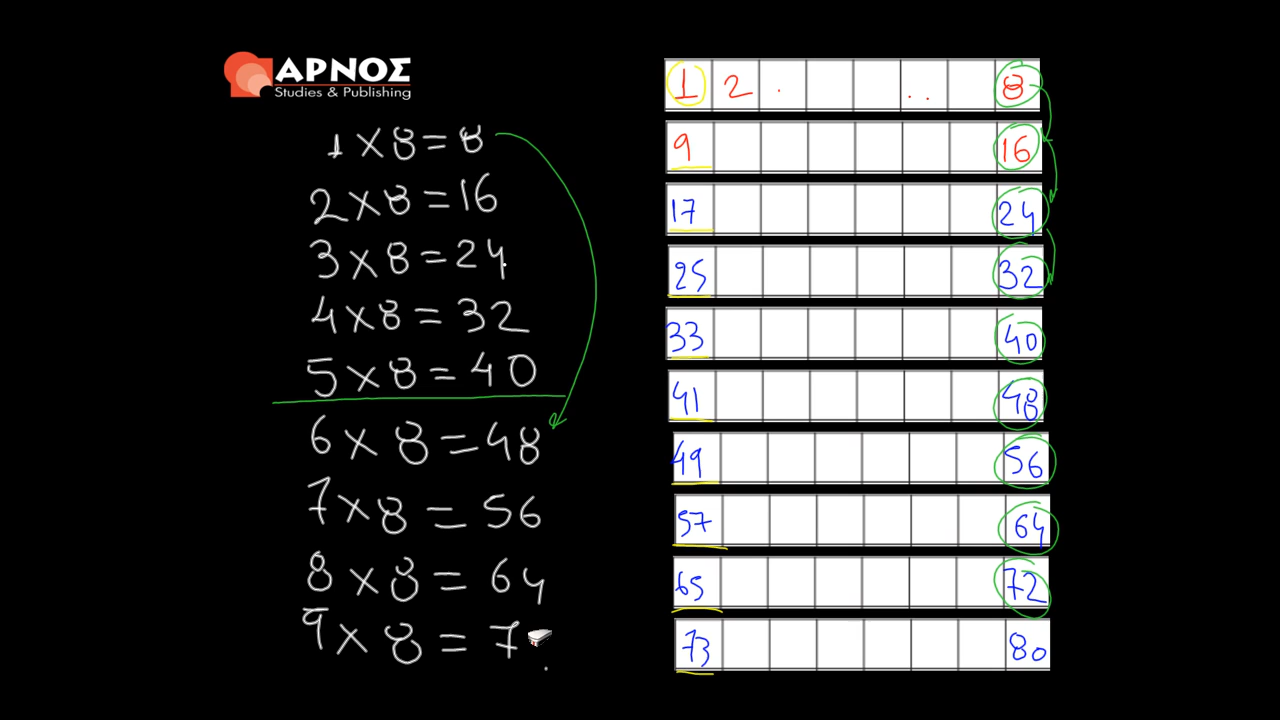 ΑΡΝΟΣ
Studies & Publishing
1 × 8 = 8
2 × 8 = 16
3 × 8 = 24
4 × 8 = 32
5 × 8 = 40
6 × 8 = 48
7 × 8 = 56
8 × 8 = 64
9 × 8 = 7
1 2 . .. 8
9 16
17 24
25 32
33 40
41 48
49 56
57 64
65 72
73 80